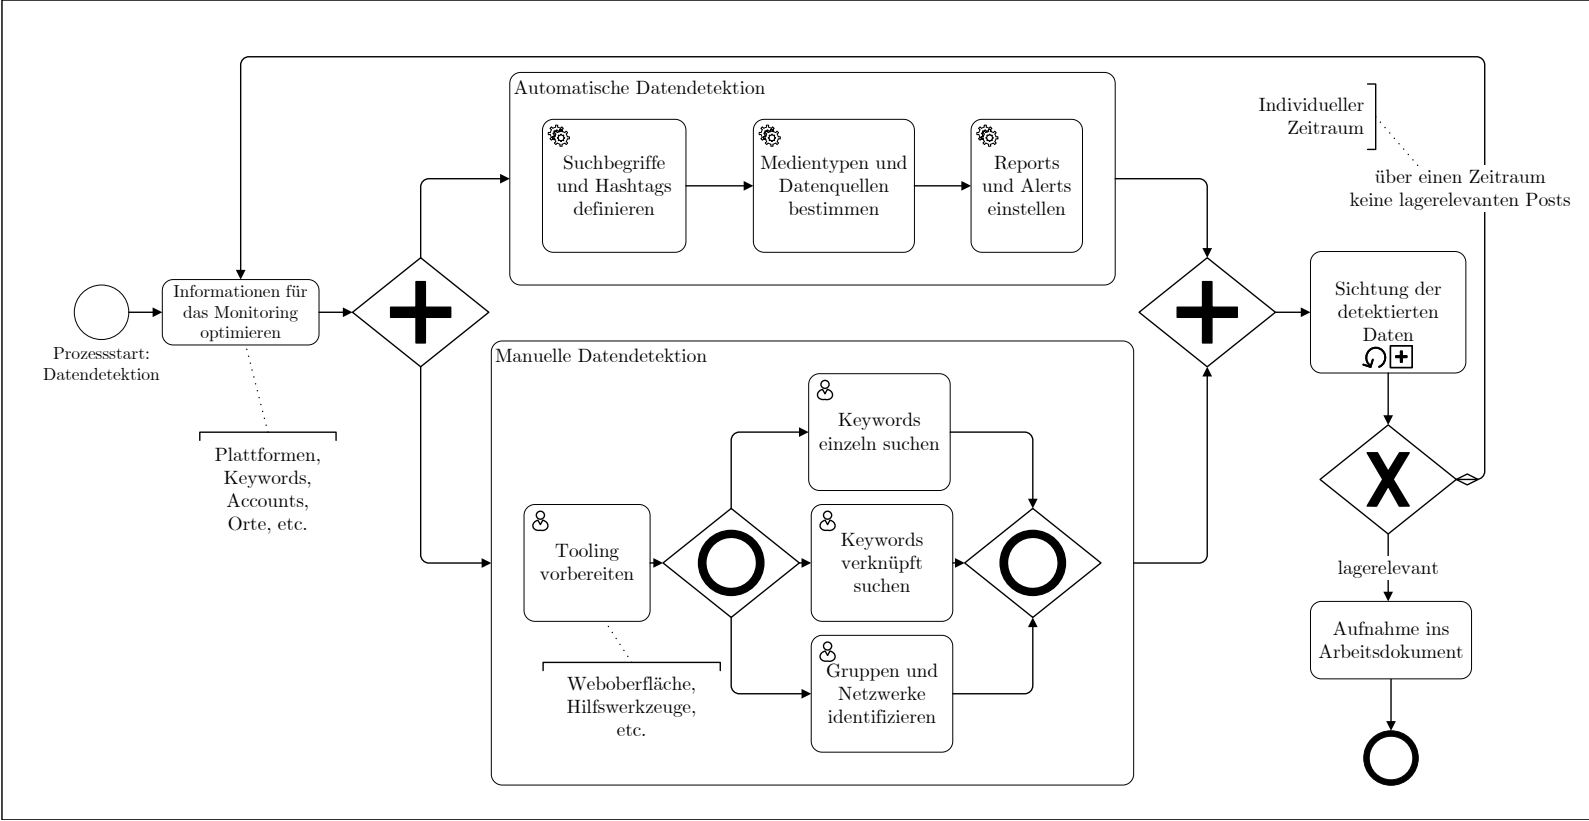 Automatische Datendetektion
Suchbegriffe
und Hashtags
definieren
Medientypen und
Datenquellen
bestimmen
Reports
und Alerts
einstellen
Individueller
Zeitraum
über einen Zeitraum
keine lagerelevanten Posts
Prozessstart:
Datendetektion
Informationen für
das Monitoring
optimieren
Plattformen,
Keywords,
Accounts,
Orte, etc.
Manuelle Datendetektion
Tooling
vorbereiten
Weboberfläche,
Hilfswerkzeuge,
etc.
Keywords
einzeln suchen
Keywords
verknüpft
suchen
Gruppen und
Netzwerke
identifizieren
Sichtung der
detektierten
Daten
X
lagerelevant
Aufnahme ins
Arbeitsdokument